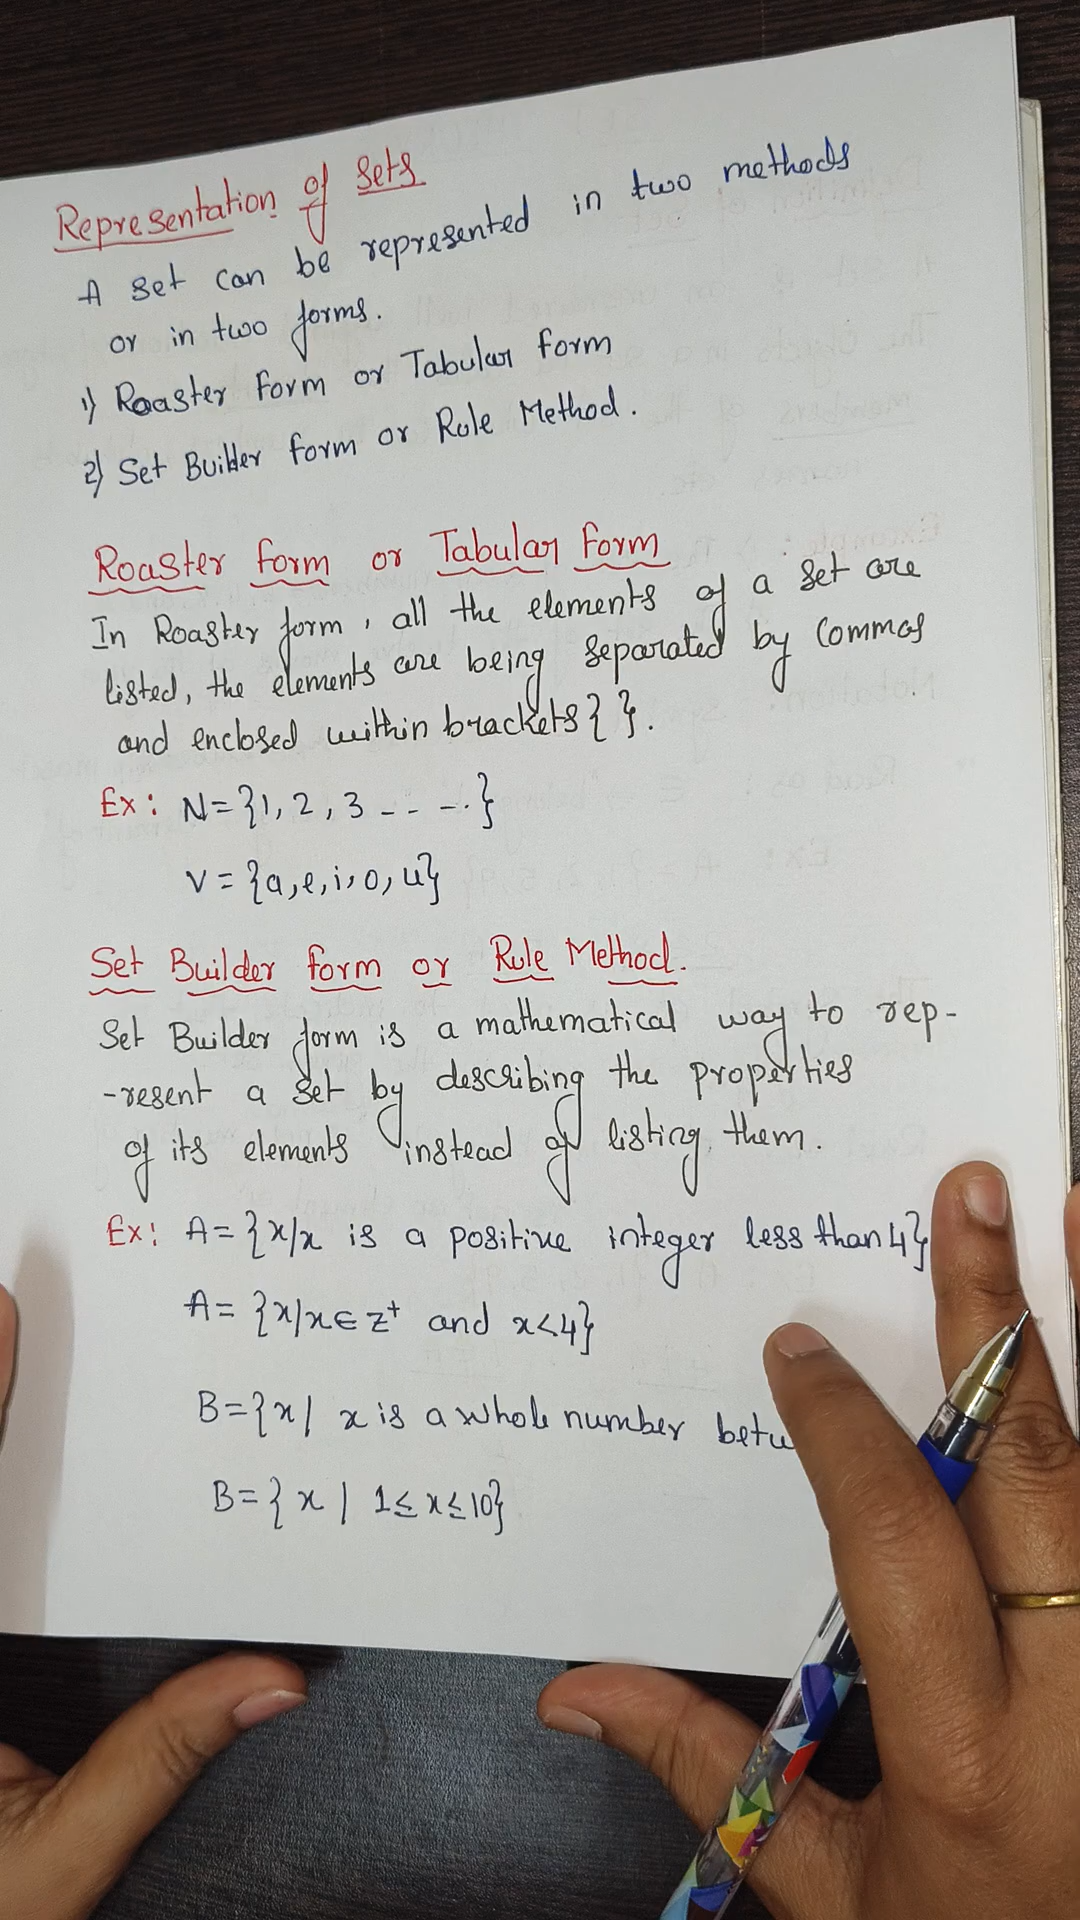 Representation of Sets
A set can be represented in two methods
or in two forms.
1) Roaster Form or Tabular Form
2) Set Builder Form or Rule Method.
Roaster Form or Tabular Form
In Roaster form, all the elements of a set are
listed, the elements are being separated by Commas
and enclosed within brackets { }.
Ex: N={1, 2, 3 - - - ..}
V = {a, e, i, o, u}
Set Builder form or Rule Method.
Set Builder form is a mathematical way to rep-
-resent a set by describing the properties
of its elements instead of listing them.
Ex: A={x/x is a positive integer less than 4}
A= {x/x∈ z⁺ and x<4}
B={x| x is a whole number betw
B={ x | 1≤x≤10}